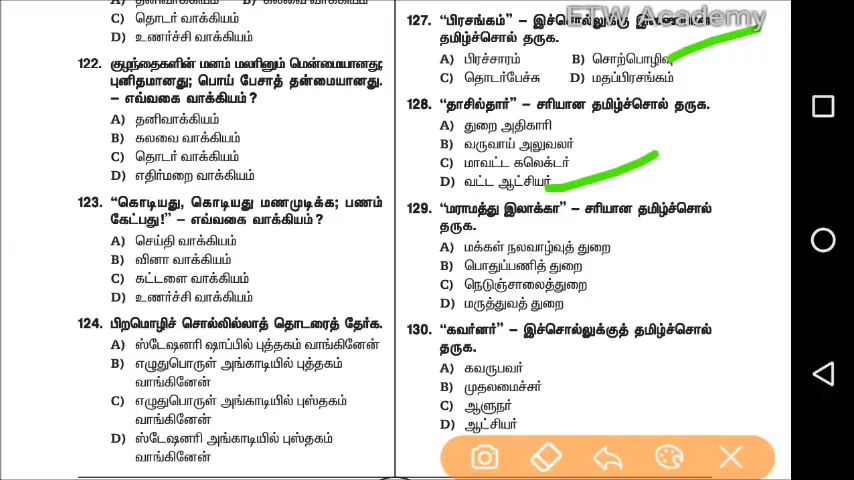 C) தொடர் வாக்கியம்
D) உணர்ச்சி வாக்கியம்
122. குழந்தைகளின் மனம் மலரினும் மென்மையானது;
புனிதமானது; பொய் பேசாத் தன்மையானது.
– எவ்வகை வாக்கியம் ?
A) தனிவாக்கியம்
B) கலவை வாக்கியம்
C) தொடர் வாக்கியம்
D) எதிர்மறை வாக்கியம்
123. “கொடியது, கொடியது மணமுடிக்க; பணம்
கேட்பது!” – எவ்வகை வாக்கியம் ?
A) செய்தி வாக்கியம்
B) வினா வாக்கியம்
C) கட்டளை வாக்கியம்
D) உணர்ச்சி வாக்கியம்
124. பிறமொழிச் சொல்லில்லாத் தொடரைத் தேர்க.
A) ஸ்டேஷனரி ஷாப்பில் புத்தகம் வாங்கினேன்
B) எழுதுபொருள் அங்காடியில் புத்தகம்
வாங்கினேன்
C) எழுதுபொருள் அங்காடியில் புஸ்தகம்
வாங்கினேன்
D) ஸ்டேஷனரி அங்காடியில் புஸ்தகம்
வாங்கினேன்
ETW Academy
127. “பிரசங்கம்” – இச்சொல்லுக்கு இணையான
தமிழ்ச்சொல் தருக.
A) பிரச்சாரம் B) சொற்பொழிவு
C) தொடர்பேச்சு D) மதப்பிரசங்கம்
128. “தாசில்தார்” – சரியான தமிழ்ச்சொல் தருக.
A) துறை அதிகாரி
B) வருவாய் அலுவலர்
C) மாவட்ட கலெக்டர்
D) வட்ட ஆட்சியர்
129. “மராமத்து இலாக்கா” – சரியான தமிழ்ச்சொல்
தருக.
A) மக்கள் நலவாழ்வுத் துறை
B) பொதுப்பணித் துறை
C) நெடுஞ்சாலைத்துறை
D) மருத்துவத் துறை
130. “கவர்னர்” – இச்சொல்லுக்குத் தமிழ்ச்சொல்
தருக.
A) கவருபவர்
B) முதலமைச்சர்
C) ஆளுநர்
D) ஆட்சியர்